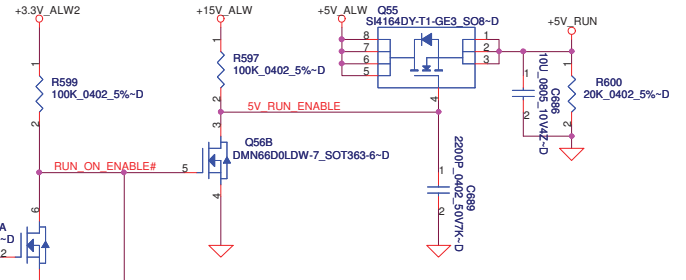 +3.3V_ALW2
+15V_ALW
+5V_ALW
Q55
SI4164DY-T1-GE3_SO8~D
+5V_RUN
8
7
6
5
1
2
3
4
1
R597
100K_0402_5%~D
2
1
R599
100K_0402_5%~D
2
1
10U_0805_10V4Z~D
C686
2
1
R600
20K_0402_5%~D
2
5V_RUN_ENABLE
3
Q56B
DMN66D0LDW-7_SOT363-6~D
5
4
RUN_ON_ENABLE#
1
2200P_0402_50V7K~D
C689
2
6
A
~D
2